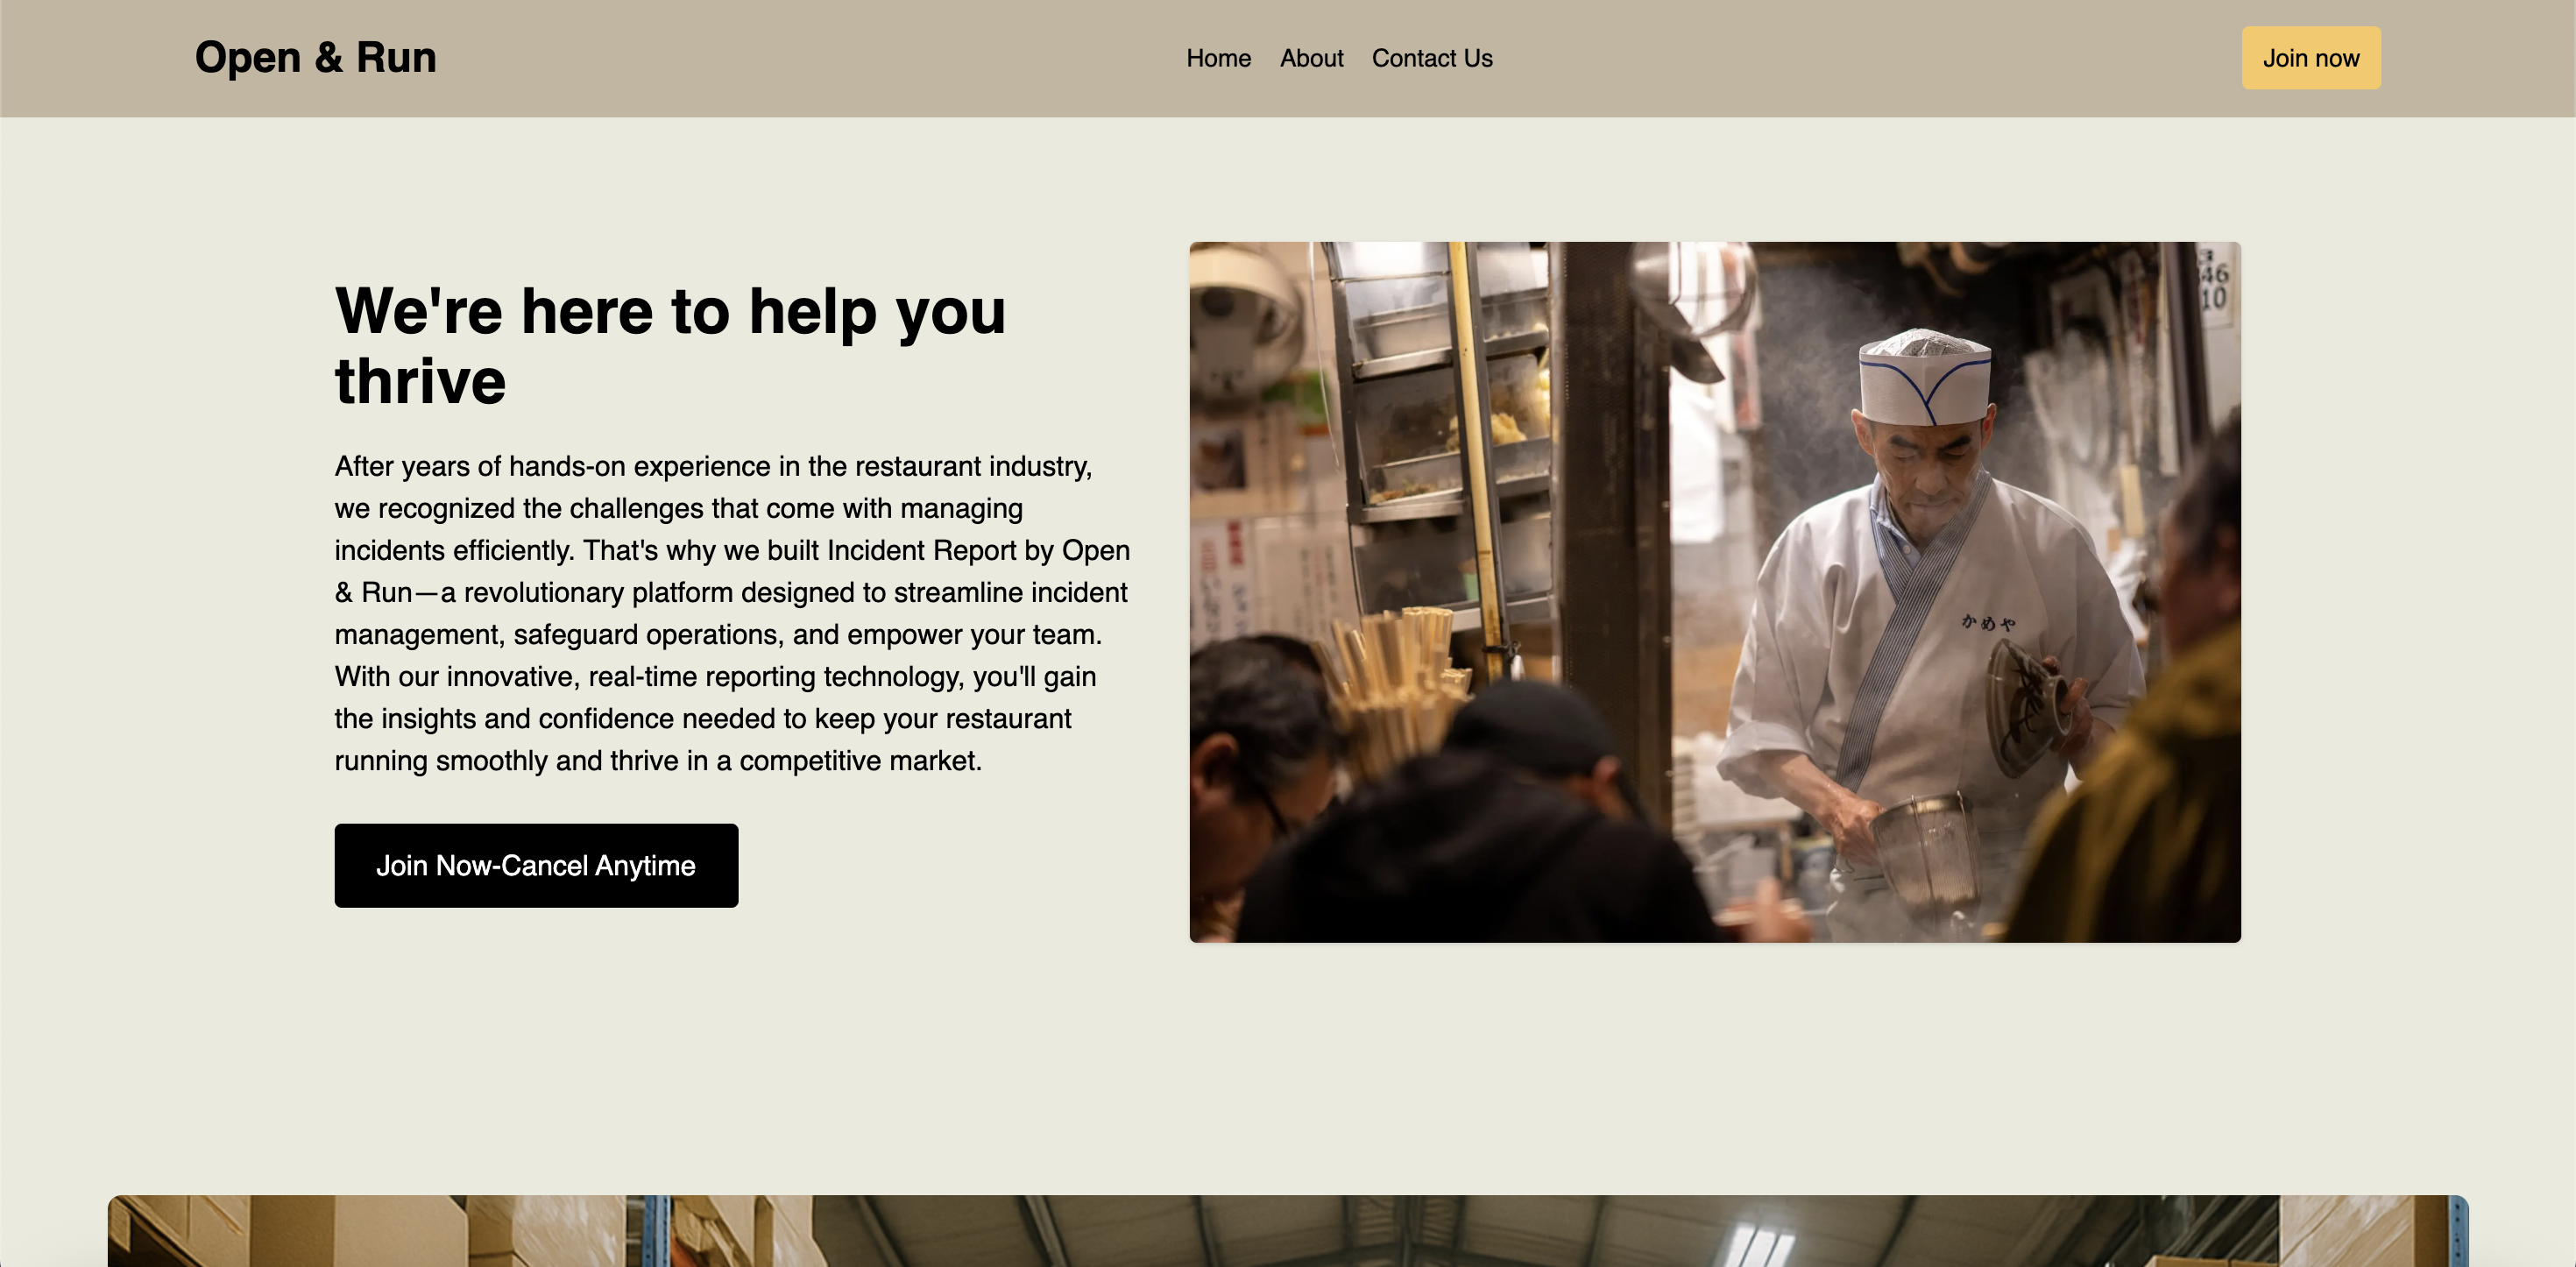 Open & Run
Home
About
Contact Us
Join now
We're here to help you
thrive
After years of hands-on experience in the restaurant industry,
we recognized the challenges that come with managing
incidents efficiently. That's why we built Incident Report by Open
& Run—a revolutionary platform designed to streamline incident
management, safeguard operations, and empower your team.
With our innovative, real-time reporting technology, you'll gain
the insights and confidence needed to keep your restaurant
running smoothly and thrive in a competitive market.
Join Now-Cancel Anytime
46
10
かめや